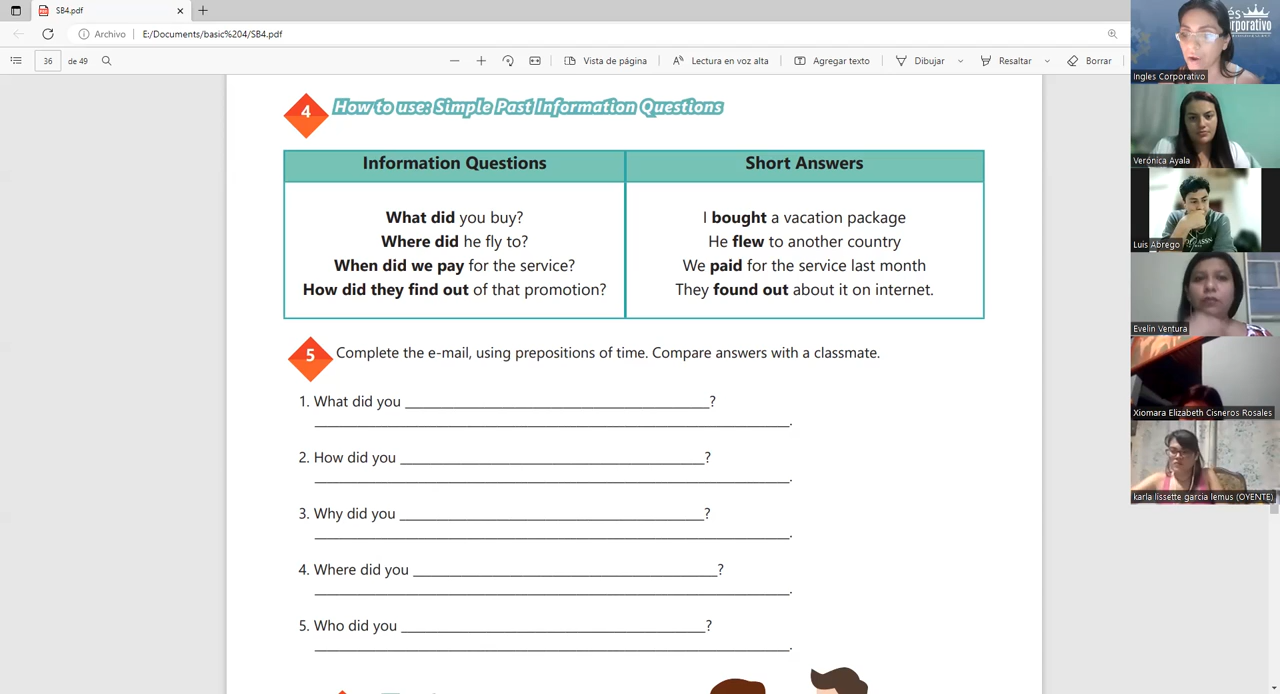 SB4.pdf
Archivo
E:/Documents/basic%204/SB4.pdf
36
de 49
Vista de página
Lectura en voz alta
Agregar texto
Dibujar
Resaltar
Borrar
4 How to use: Simple Past Information Questions
Information Questions
Short Answers
What did you buy?
I bought a vacation package
Where did he fly to?
He flew to another country
When did we pay for the service?
We paid for the service last month
How did they find out of that promotion?
They found out about it on internet.
5 Complete the e-mail, using prepositions of time. Compare answers with a classmate.
1. What did you ?
.
2. How did you ?
.
3. Why did you ?
.
4. Where did you ?
.
5. Who did you ?
.
Ingles Corporativo
Verónica Ayala
Luis Abrego
Evelin Ventura
Xiomara Elizabeth Cisneros Rosales
karla lissette garcia lemus (OYENTE)